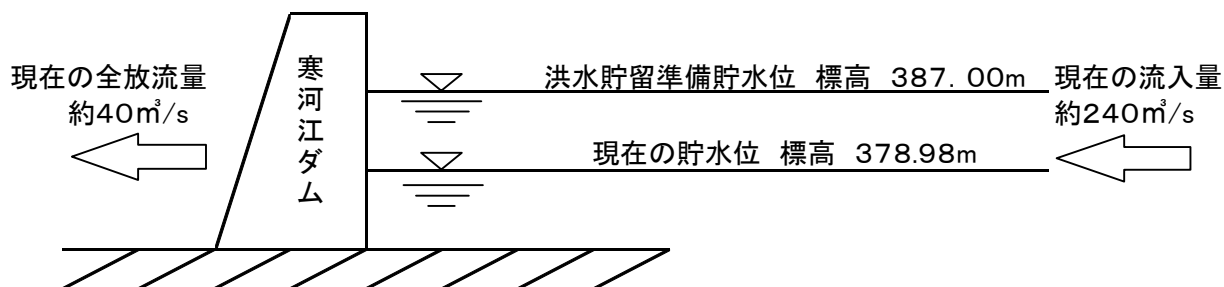 現在の全放流量
約40㎥/s
寒河江ダム
洪水貯留準備貯水位 標高 387.00m
現在の貯水位 標高 378.98m
現在の流入量
約240㎥/s